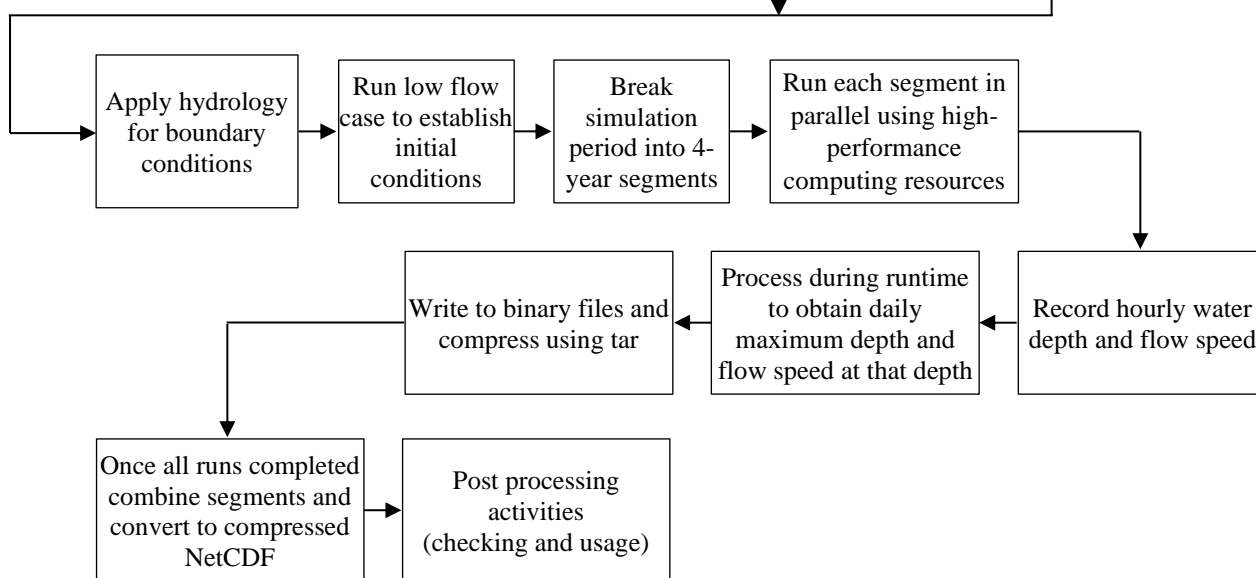 Apply hydrology
for boundary
conditions
Run low flow
case to establish
initial
conditions
Break
simulation
period into 4-
year segments
Run each segment in
parallel using high-
performance
computing resources
Record hourly water
depth and flow speed
Process during runtime
to obtain daily
maximum depth and
flow speed at that depth
Write to binary files and
compress using tar
Once all runs completed
combine segments and
convert to compressed
NetCDF
Post processing
activities
(checking and usage)